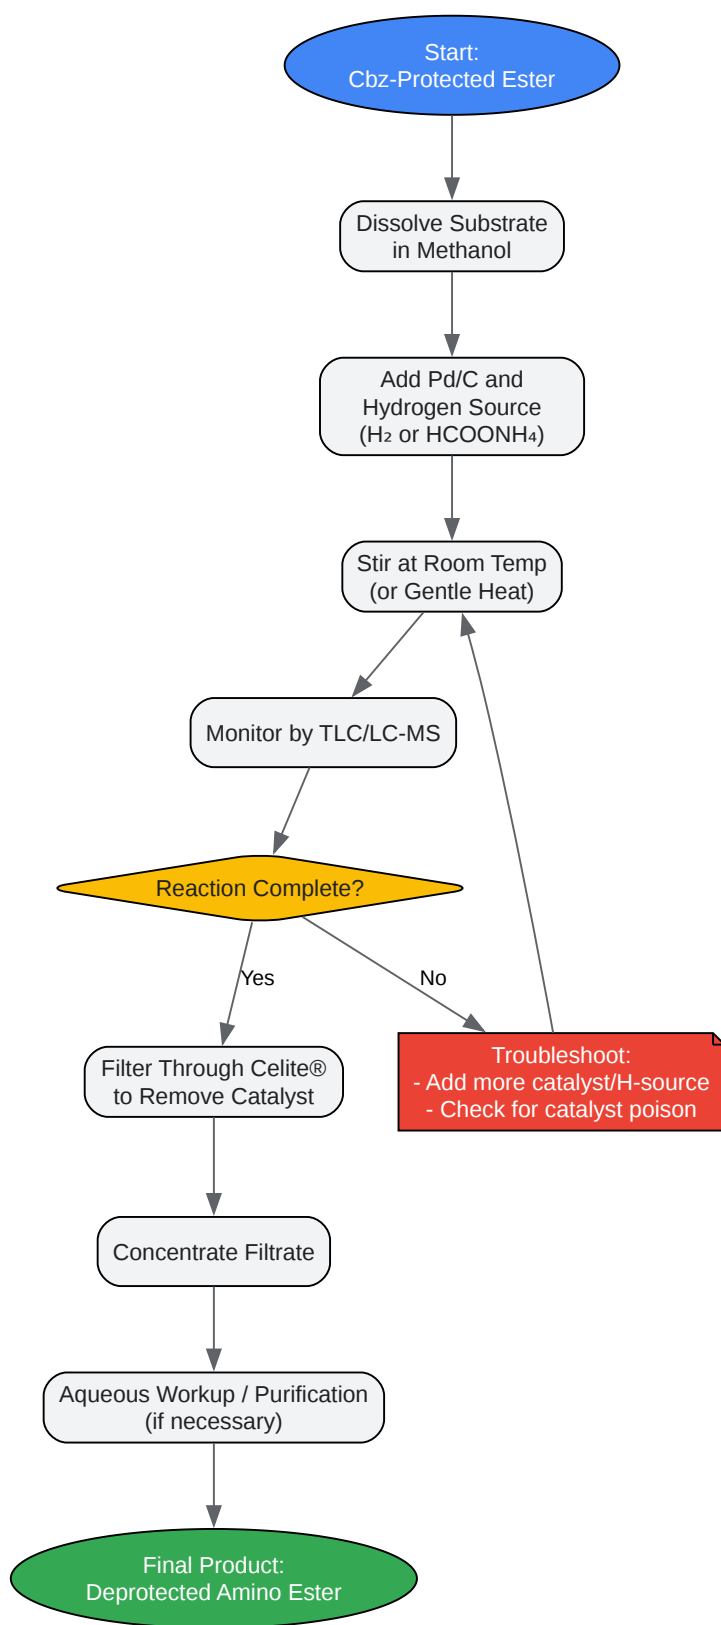 Start:
Cbz-Protected Ester
Dissolve Substrate
in Methanol
Add Pd/C and
Hydrogen Source
(H₂ or HCOONH₄)
Stir at Room Temp
(or Gentle Heat)
Monitor by TLC/LC-MS
Reaction Complete?
Yes
No
Filter Through Celite®
to Remove Catalyst
Troubleshoot:
- Add more catalyst/H-source
- Check for catalyst poison
Concentrate Filtrate
Aqueous Workup / Purification
(if necessary)
Final Product:
Deprotected Amino Ester